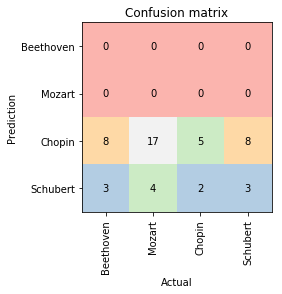 Confusion matrix
Prediction
Beethoven 0 0 0 0
Mozart 0 0 0 0
Chopin 8 17 5 8
Schubert 3 4 2 3
Beethoven Mozart Chopin Schubert
Actual